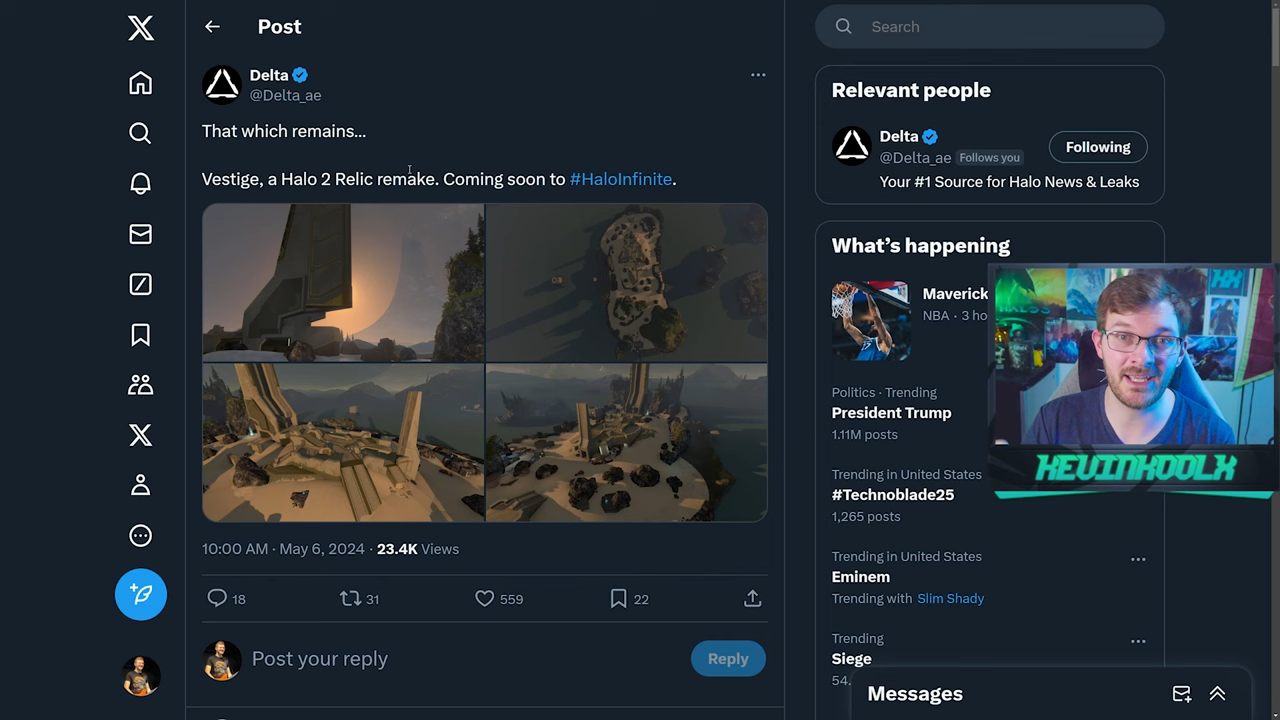 Post
Delta
@Delta_ae
That which remains...
Vestige, a Halo 2 Relic remake. Coming soon to #HaloInfinite.
10:00 AM · May 6, 2024 · 23.4K Views
18
31
559
22
Post your reply
Reply
Search
Relevant people
Delta
@Delta_ae Follows you
Following
Your #1 Source for Halo News & Leaks
What's happening
Maverick
NBA · 3 ho
Politics · Trending
President Trump
1.11M posts
Trending in United States
#Technoblade25
1,265 posts
Trending in United States
Eminem
Trending with Slim Shady
Trending
Siege
54.
Messages
KEVINKOOLX